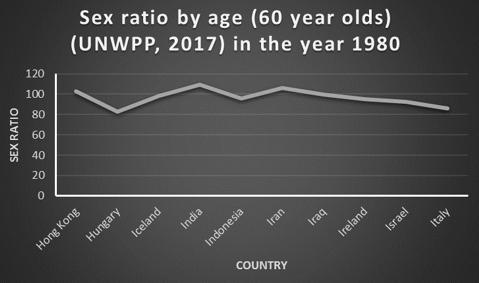 Sex ratio by age (60 year olds)
(UNWPP, 2017) in the year 1980
120
100
80
60
40
20
0
SEX RATIO
Hong Kong
Hungary
Iceland
India
Indonesia
Iran
Iraq
Ireland
Israel
Italy
COUNTRY